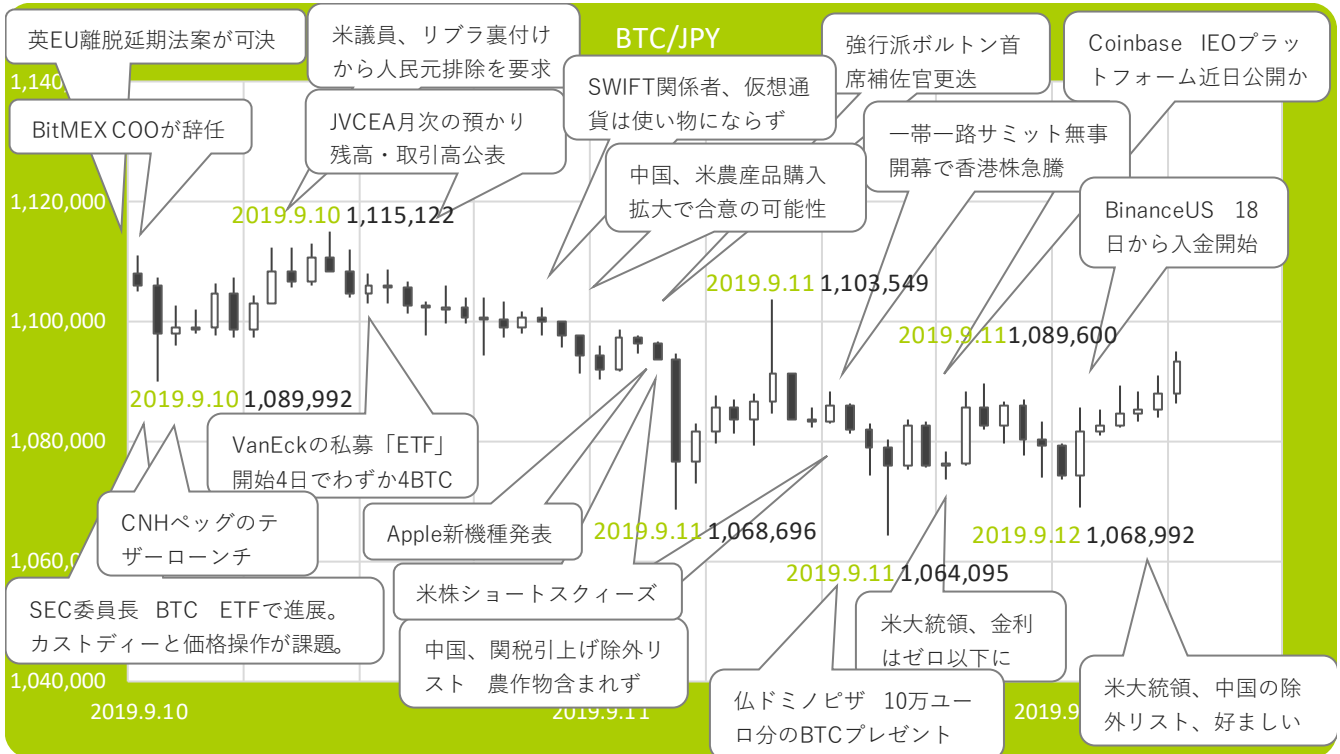 BTC/JPY
英EU離脱延期法案が可決
米議員、リブラ裏付け
から人民元排除を要求
強行派ボルトン首
席補佐官更迭
Coinbase　IEOプラッ
トフォーム近日公開か
SWIFT関係者、仮想通
貨は使い物にならず
BitMEX COOが辞任
JVCEA月次の預かり
残高・取引高公表
一帯一路サミット無事
開幕で香港株急騰
中国、米農産品購入
拡大で合意の可能性
BinanceUS　18
日から入金開始
1,140,
1,120,000
1,100,000
1,080,000
1,060,0
1,040,000
2019.9.10 1,115,122
2019.9.11 1,103,549
2019.9.11 1,089,600
2019.9.10 1,089,992
2019.9.11 1,068,696
2019.9.12 1,068,992
2019.9.11 1,064,095
VanEckの私募「ETF」
開始4日でわずか4BTC
CNHペッグのテ
ザーローンチ
Apple新機種発表
SEC委員長　BTC　ETFで進展。
カストディーと価格操作が課題。
米株ショートスクィーズ
中国、関税引上げ除外リ
スト　農作物含まれず
米大統領、金利
はゼロ以下に
仏ドミノピザ　10万ユー
ロ分のBTCプレゼント
米大統領、中国の除
外リスト、好ましい
2019.9.10
2019.9.11
2019.9